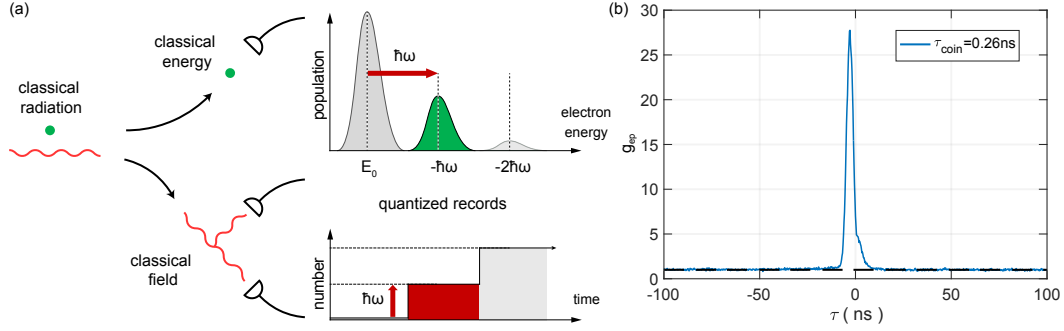 (a)
classical
energy
classical
radiation
classical
field
population
ħω
electron
energy
E₀
-ħω
-2ħω
quantized records
number
ħω
time
(b)
τcoin=0.26ns
gep
30
25
20
15
10
5
0
-100
-50
0
50
100
τ ( ns )